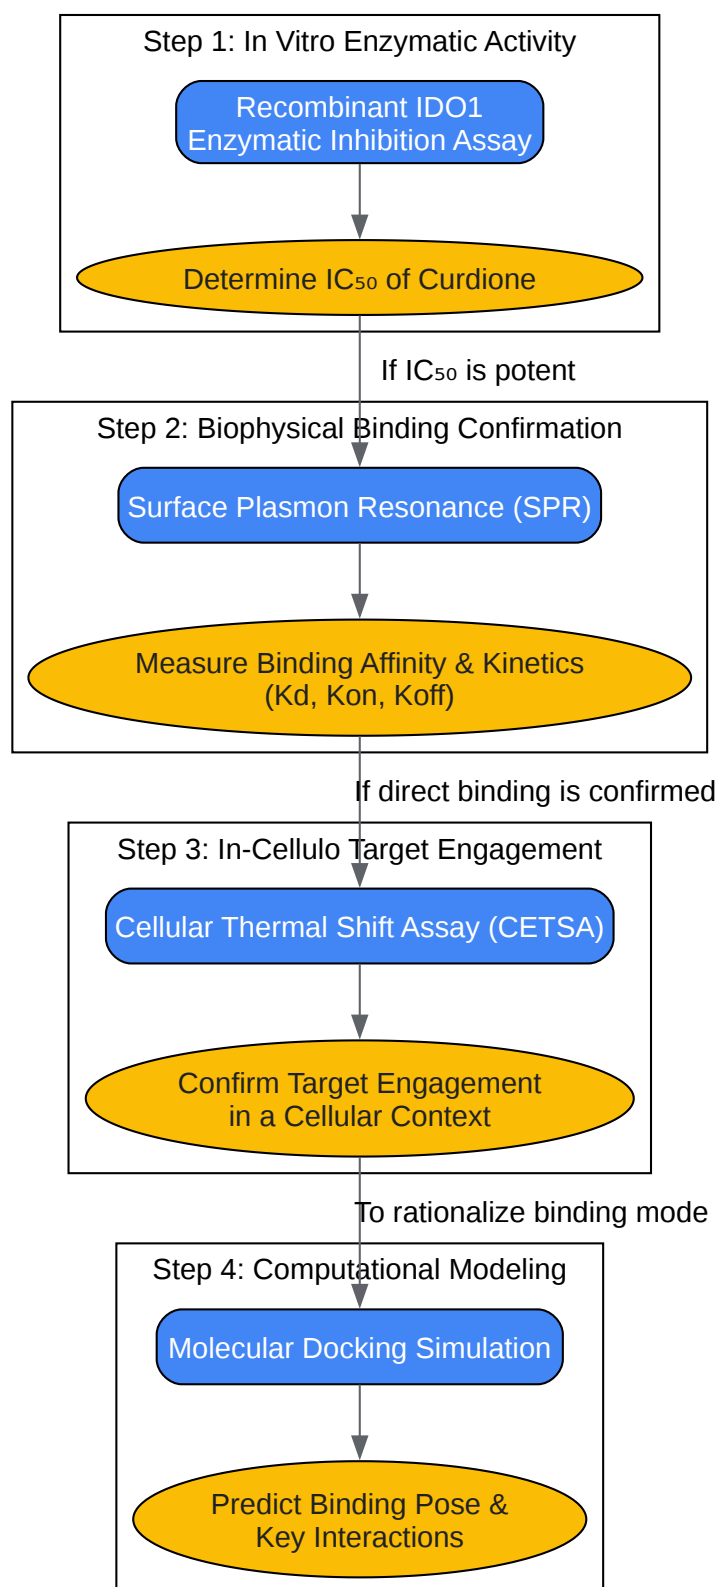 Step 1: In Vitro Enzymatic Activity
Recombinant IDO1
Enzymatic Inhibition Assay
Determine IC₅₀ of Curdione
If IC₅₀ is potent
Step 2: Biophysical Binding Confirmation
Surface Plasmon Resonance (SPR)
Measure Binding Affinity & Kinetics
(Kd, Kon, Koff)
If direct binding is confirmed
Step 3: In-Cellulo Target Engagement
Cellular Thermal Shift Assay (CETSA)
Confirm Target Engagement
in a Cellular Context
To rationalize binding mode
Step 4: Computational Modeling
Molecular Docking Simulation
Predict Binding Pose &
Key Interactions